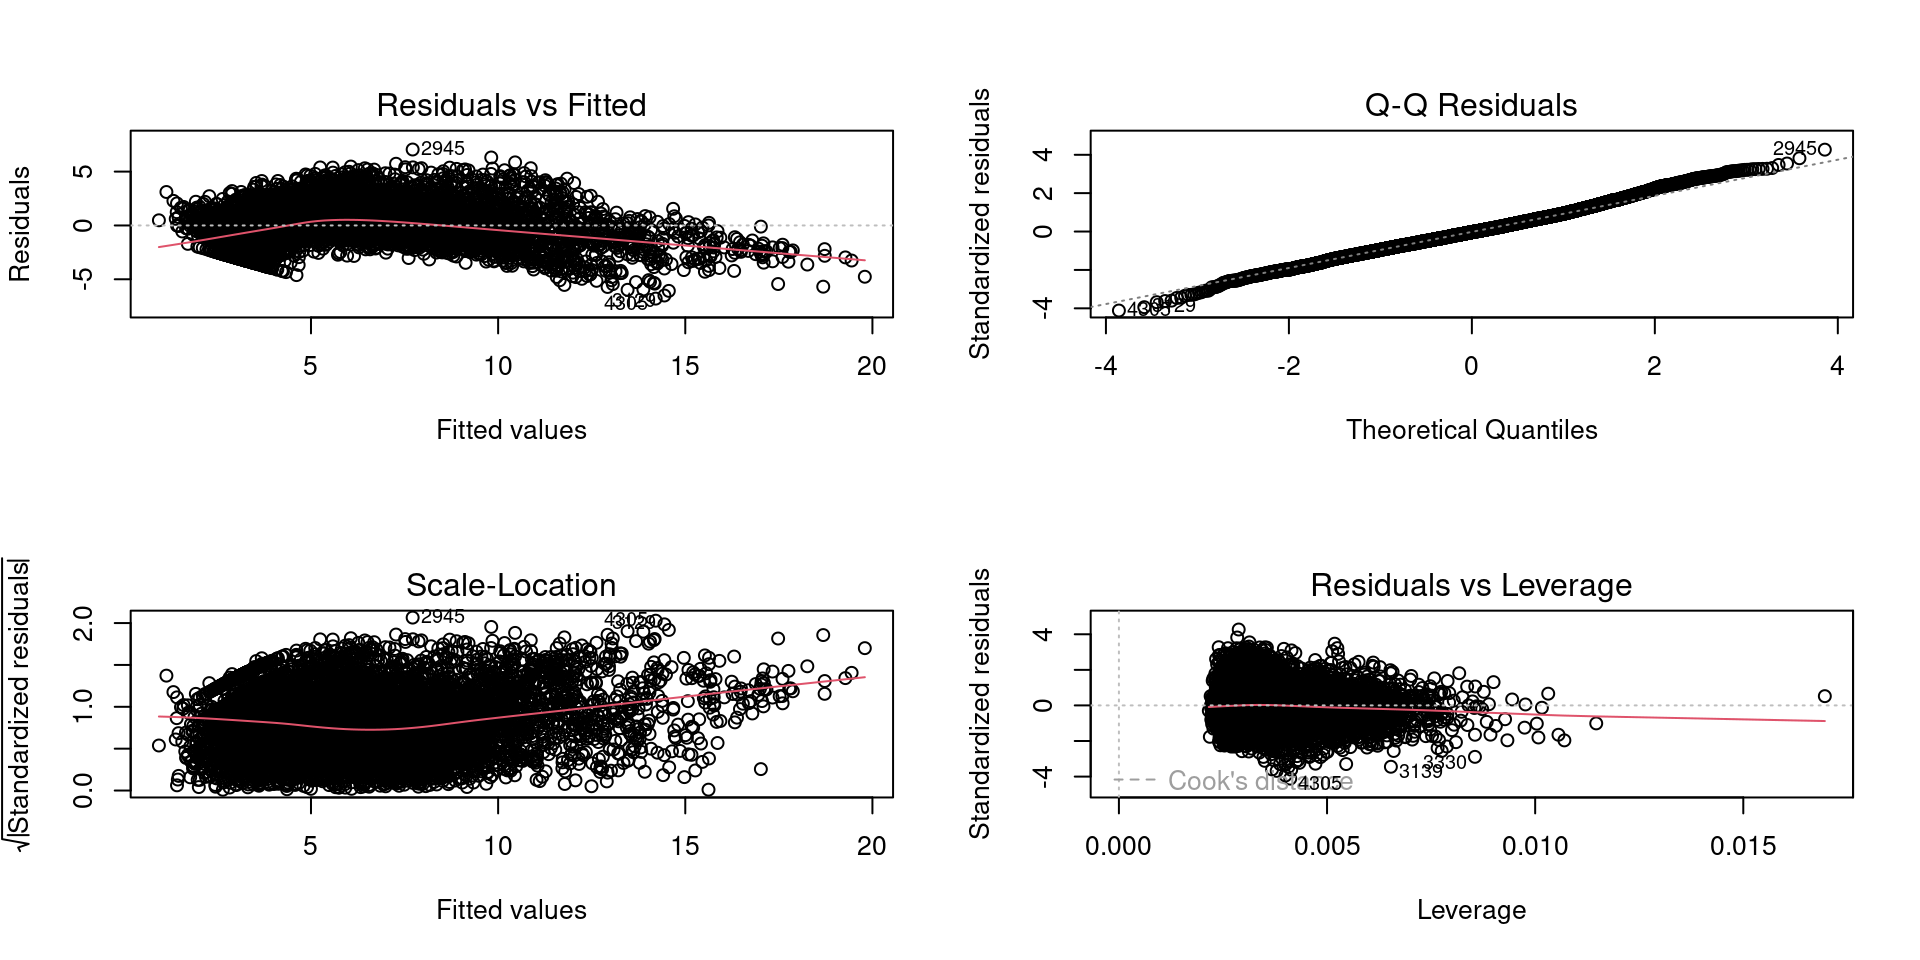 Residuals vs Fitted
Residuals
5
0
-5
2945
4305
5
10
15
20
Fitted values
Q-Q Residuals
Standardized residuals
4
2
0
-4
2945
-4
-2
0
2
4
Theoretical Quantiles
Scale-Location
√|Standardized residuals|
2.0
1.0
0.0
2945
4305
5
10
15
20
Fitted values
Residuals vs Leverage
Standardized residuals
4
0
-4
Cook's distance
4305
3139
3330
0.000
0.005
0.010
0.015
Leverage